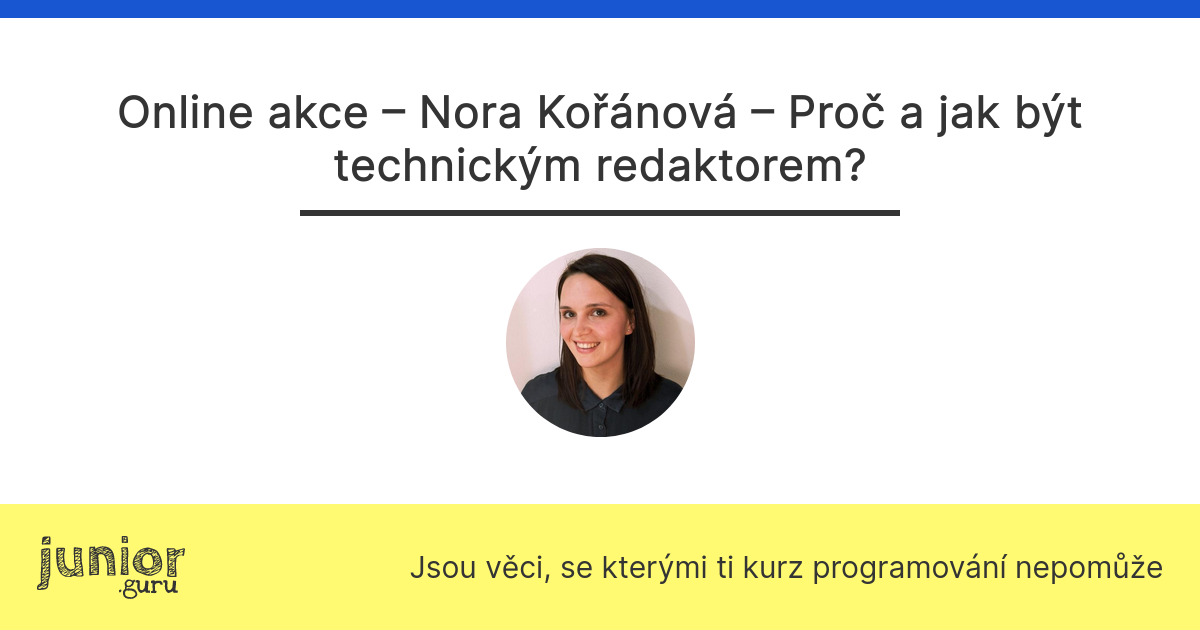 Online akce – Nora Kořánová – Proč a jak být
technickým redaktorem?
junior
.guru
Jsou věci, se kterými ti kurz programování nepomůže